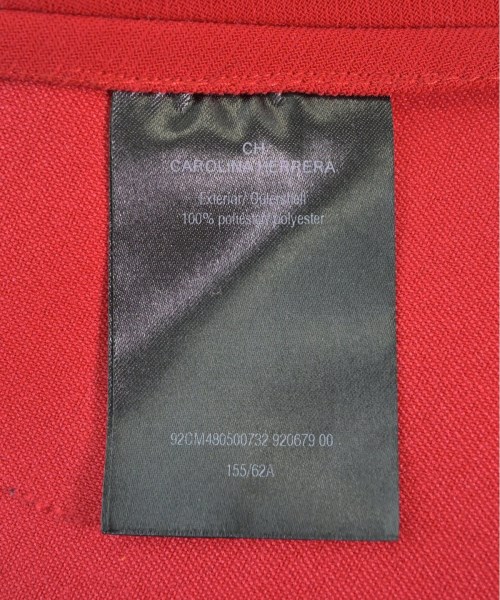 CH
CAROLINA HERRERA
Exterior/ Outershell
100% poliéster/ polyester
92CM480500732 920679 00
155/62A